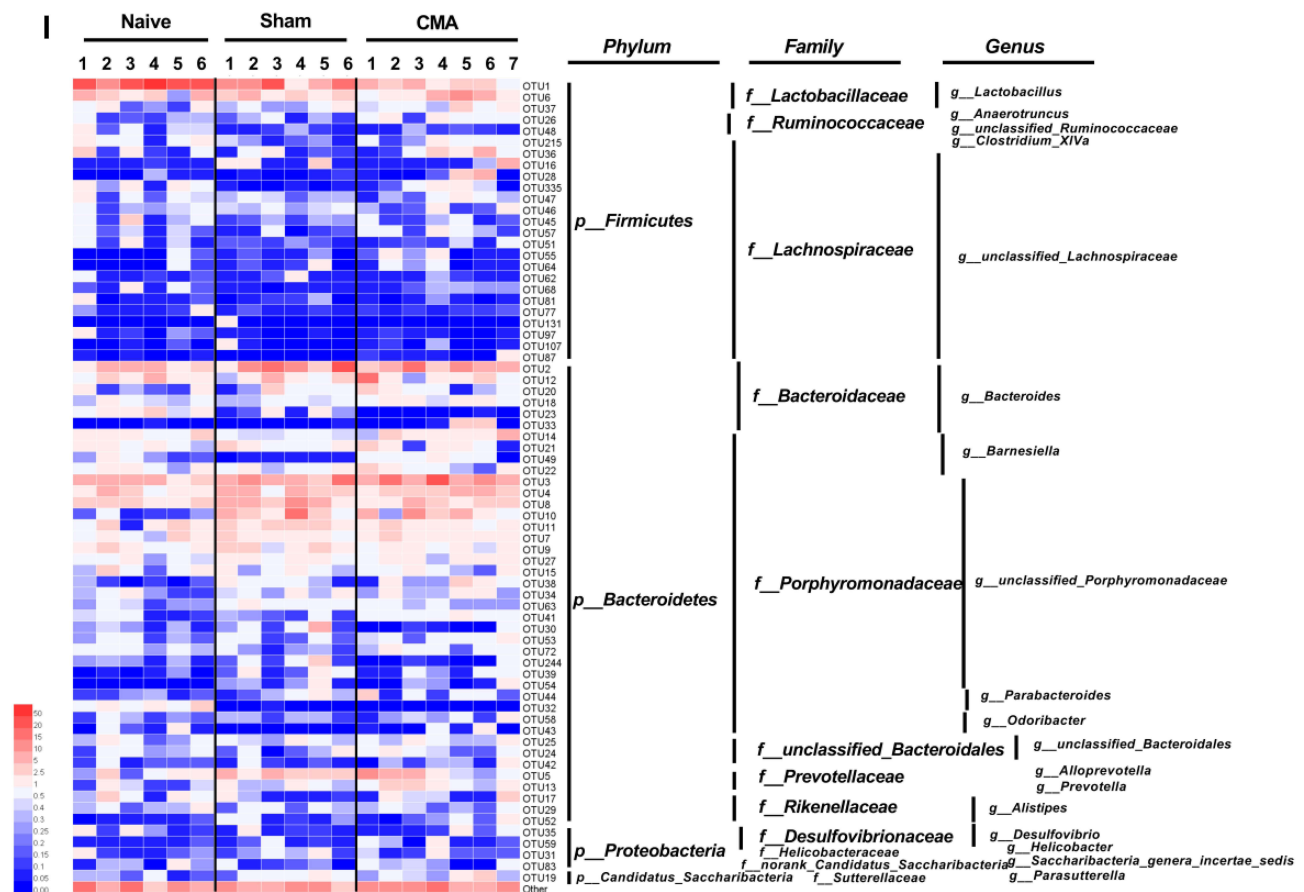 I
Naive Sham CMA
1 2 3 4 5 6 1 2 3 4 5 6 1 2 3 4 5 6 7
Phylum Family Genus
OTU1
OTU6
OTU37
OTU26
OTU48
OTU215
OTU36
OTU16
OTU28
OTU335
OTU47
OTU46
OTU45
OTU57
OTU51
OTU55
OTU64
OTU62
OTU68
OTU81
OTU77
OTU131
OTU97
OTU107
OTU87
OTU2
OTU12
OTU20
OTU18
OTU23
OTU33
OTU14
OTU21
OTU49
OTU22
OTU3
OTU4
OTU8
OTU10
OTU11
OTU7
OTU9
OTU27
OTU15
OTU38
OTU34
OTU63
OTU41
OTU30
OTU53
OTU72
OTU244
OTU39
OTU54
OTU44
OTU32
OTU58
OTU43
OTU25
OTU24
OTU42
OTU5
OTU13
OTU17
OTU29
OTU52
OTU35
OTU59
OTU31
OTU83
OTU19
Other
p__Firmicutes
p__Bacteroidetes
p__Proteobacteria
p__Candidatus_Saccharibacteria
f__Lactobacillaceae
f__Ruminococcaceae
f__Lachnospiraceae
f__Bacteroidaceae
f__Porphyromonadaceae
f__unclassified_Bacteroidales
f__Prevotellaceae
f__Rikenellaceae
f__Desulfovibrionaceae
f__Helicobacteraceae
f__norank_Candidatus_Saccharibacteria
f__Sutterellaceae
g__Lactobacillus
g__Anaerotruncus
g__unclassified_Ruminococcaceae
g__Clostridium_XIVa
g__unclassified_Lachnospiraceae
g__Bacteroides
g__Barnesiella
g__unclassified_Porphyromonadaceae
g__Parabacteroides
g__Odoribacter
g__unclassified_Bacteroidales
g__Alloprevotella
g__Prevotella
g__Alistipes
g__Desulfovibrio
g__Helicobacter
g__Saccharibacteria_genera_incertae_sedis
g__Parasutterella
50
20
10
5
2.5
1
0.5
0.4
0.3
0.25
0.2
0.15
0.1
0.05
0.00